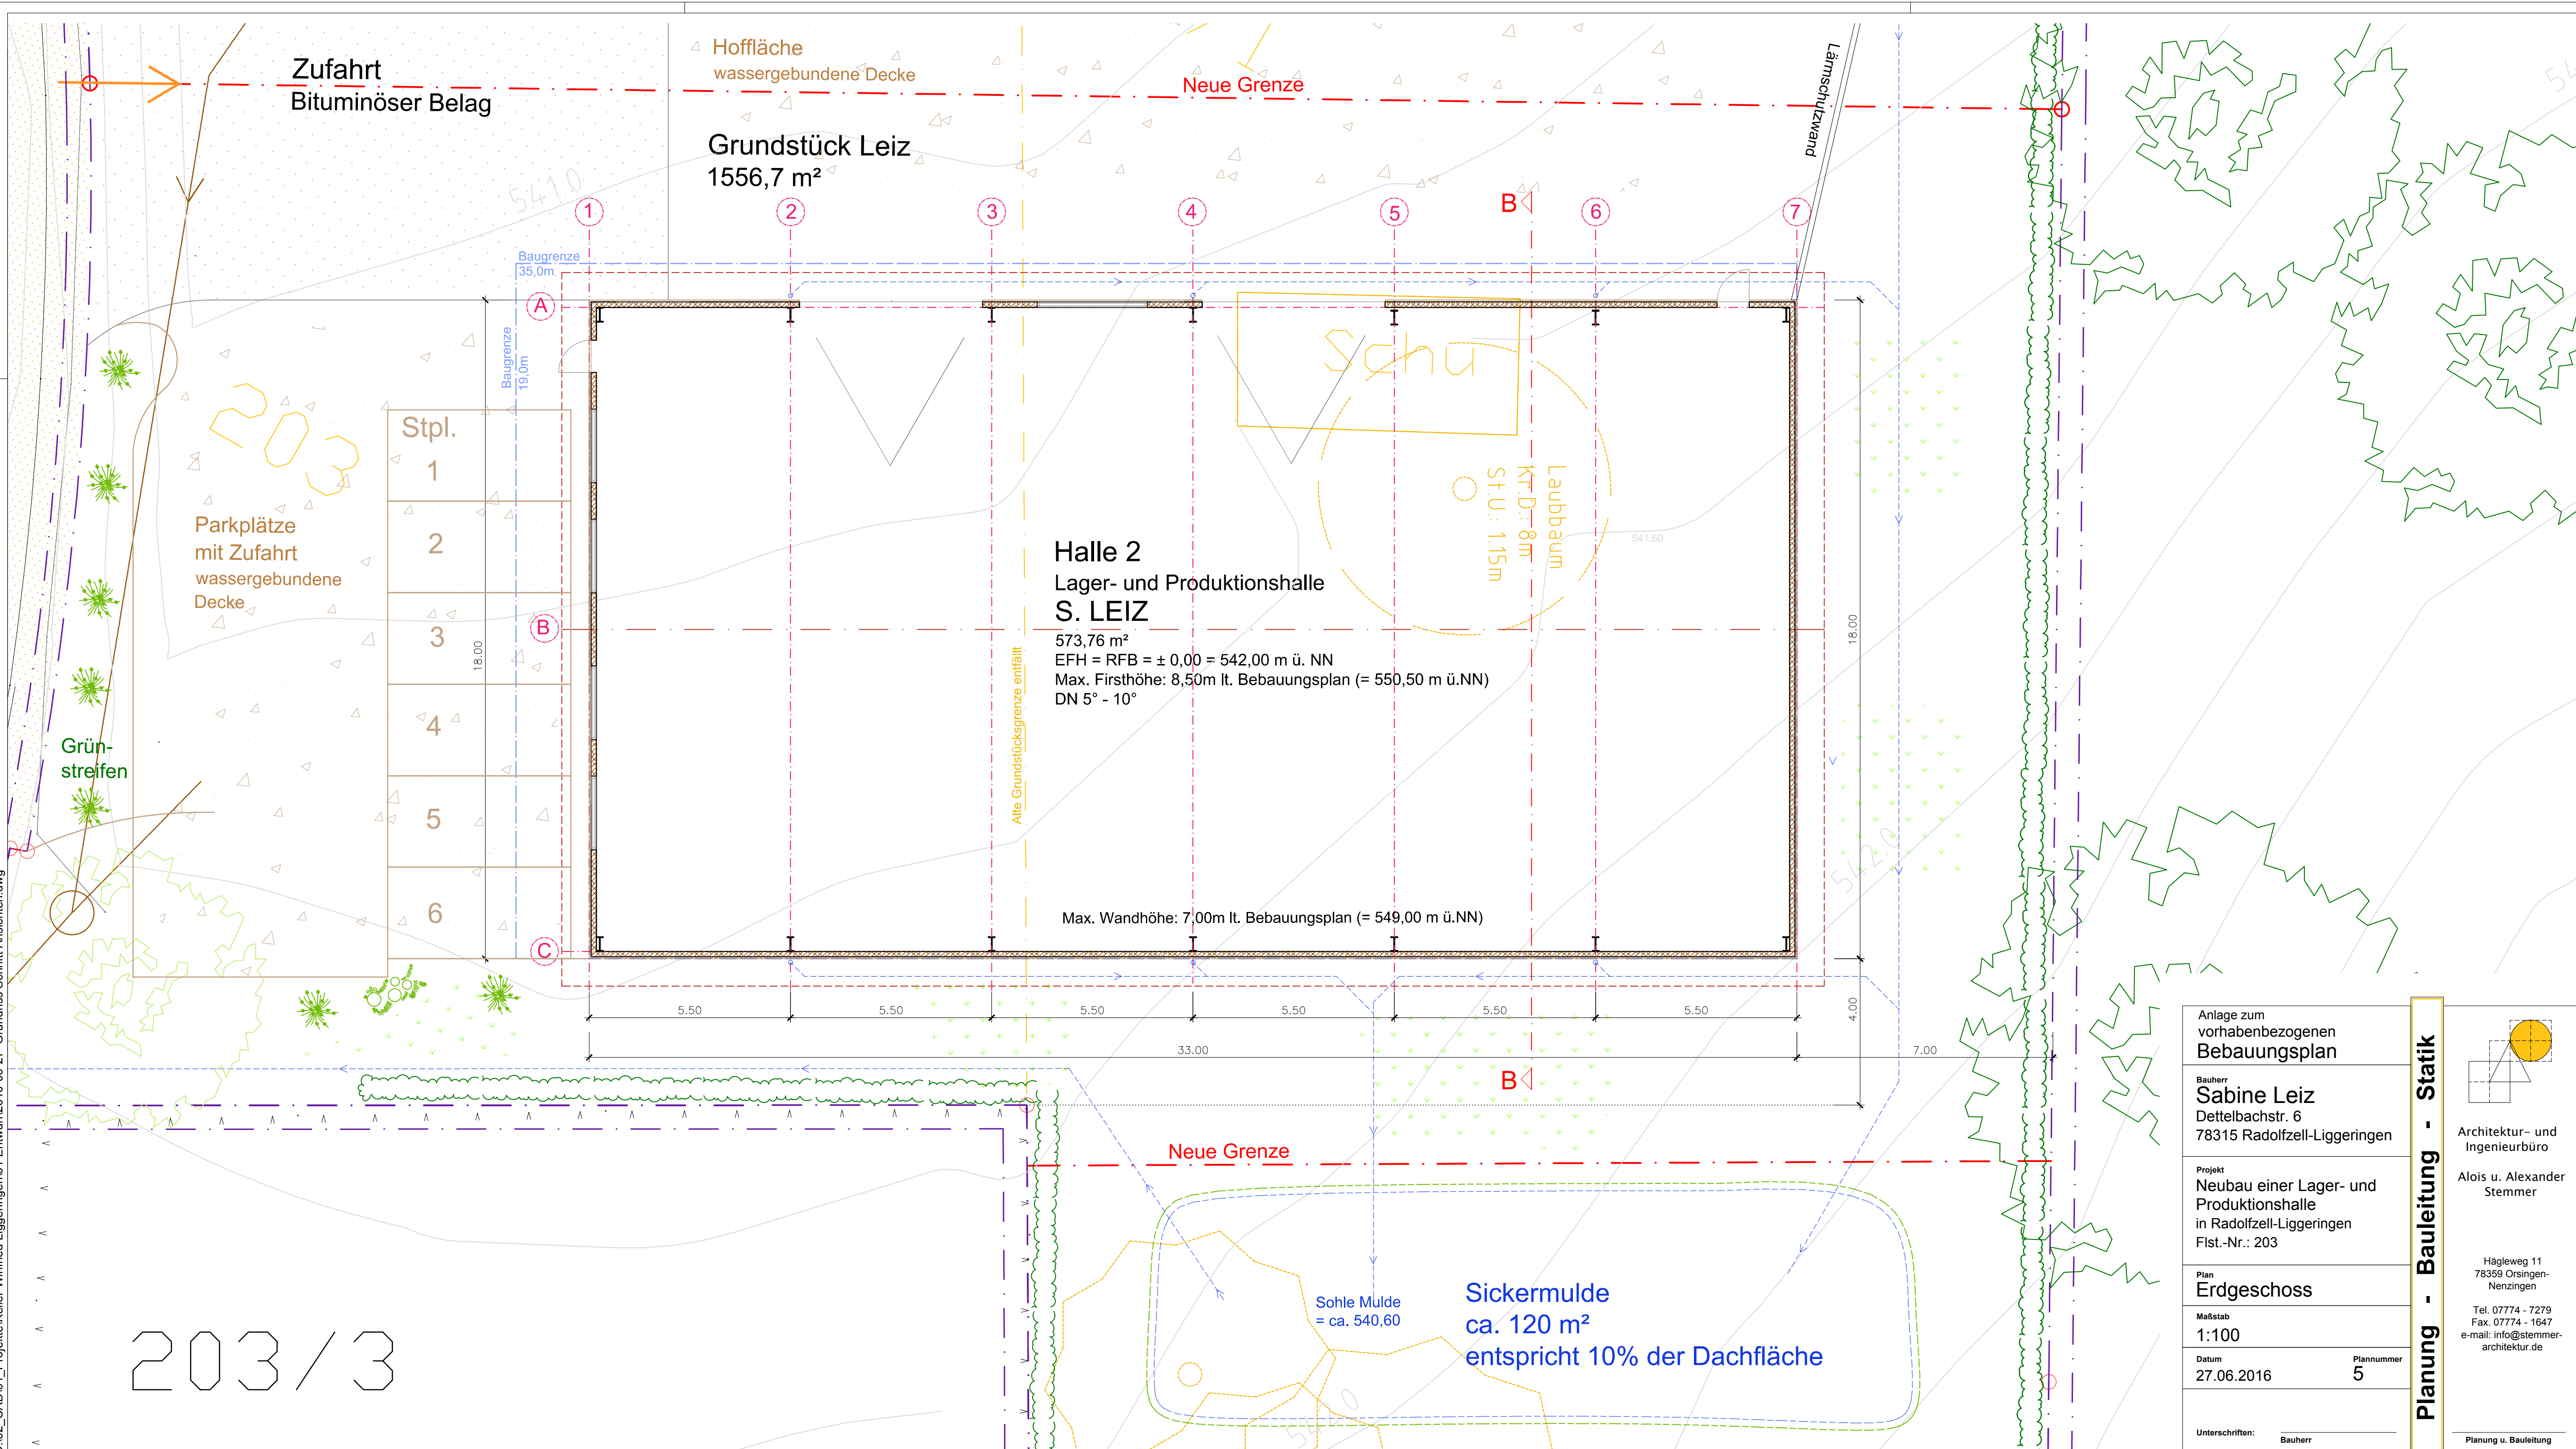 Zufahrt
Bituminöser Belag
Hoffläche
wassergebundene Decke
Neue Grenze
Lärmschutzwand
Grundstück Leiz
1556,7 m²
5410
1
2
3
4
5
B
6
7
Baugrenze
35,0m
A
Baugrenze
19,0m
Schu
203
Stpl.
1
2
3
4
5
6
Parkplätze
mit Zufahrt
wassergebundene
Decke
18.00
Laubbaum
Kr.D.: 8m
St.U.: 1.15m
541,60
Halle 2
Lager- und Produktionshalle
S. LEIZ
573,76 m²
EFH = RFB = ± 0,00 = 542,00 m ü. NN
Max. Firsthöhe: 8,50m lt. Bebauungsplan (= 550,50 m ü.NN)
DN 5° - 10°
B
18.00
Alte Grundstücksgrenze entfällt
Grün-
streifen
5420
Max. Wandhöhe: 7,00m lt. Bebauungsplan (= 549,00 m ü.NN)
C
5.50
5.50
5.50
5.50
5.50
5.50
4.00
33.00
7.00
B
Neue Grenze
Sohle Mulde
= ca. 540,60
Sickermulde
ca. 120 m²
entspricht 10% der Dachfläche
203/3
5420
Anlage zum
vorhabenbezogenen
Bebauungsplan
Bauherr
Sabine Leiz
Dettelbachstr. 6
78315 Radolfzell-Liggeringen
Projekt
Neubau einer Lager- und
Produktionshalle
in Radolfzell-Liggeringen
Flst.-Nr.: 203
Plan
Erdgeschoss
Maßstab
1:100
Datum
27.06.2016
Plannummer
5
Unterschriften:
Bauherr
Planung - Bauleitung - Statik
Architektur- und
Ingenieurbüro
Alois u. Alexander
Stemmer
Hägleweg 11
78359 Orsingen-
Nenzingen
Tel. 07774 - 7279
Fax. 07774 - 1647
e-mail: info@stemmer-
architektur.de
Planung u. Bauleitung